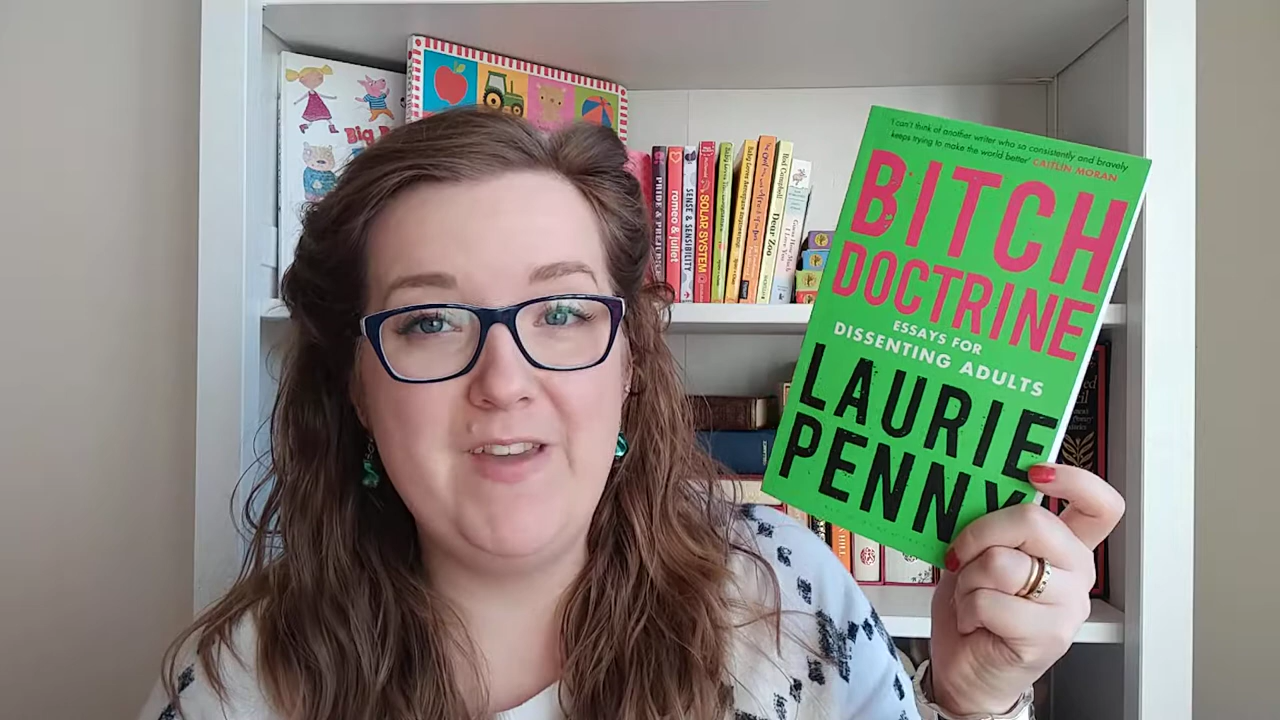 Big B
PRIDE & PREJUDICE
romeo & juliet
SENSE & SENSIBILITY
SOLAR SYSTEM
Rod Campbell Dear Zoo
'I can't think of another writer who so consistently and bravely
keeps trying to make the world better' CAITLIN MORAN
BITCH
DOCTRINE
ESSAYS FOR
DISSENTING ADULTS
LAURIE
PENNY